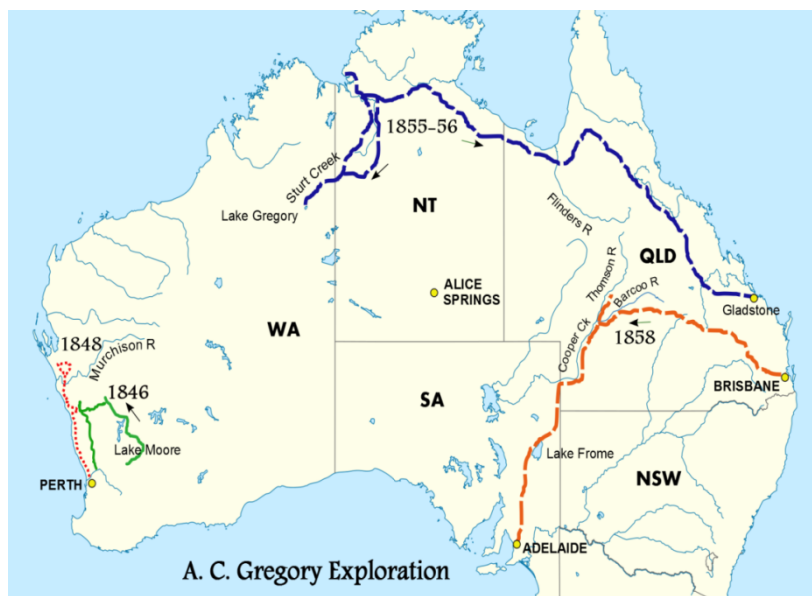 1855-56
Sturt Creek
Lake Gregory
NT
Flinders R
QLD
ALICE
SPRINGS
Thomson R
Barcoo R
Gladstone
WA
1848
Murchison R
Cooper Ck
1858
1846
BRISBANE
SA
Lake Moore
Lake Frome
NSW
PERTH
ADELAIDE
A. C. Gregory Exploration